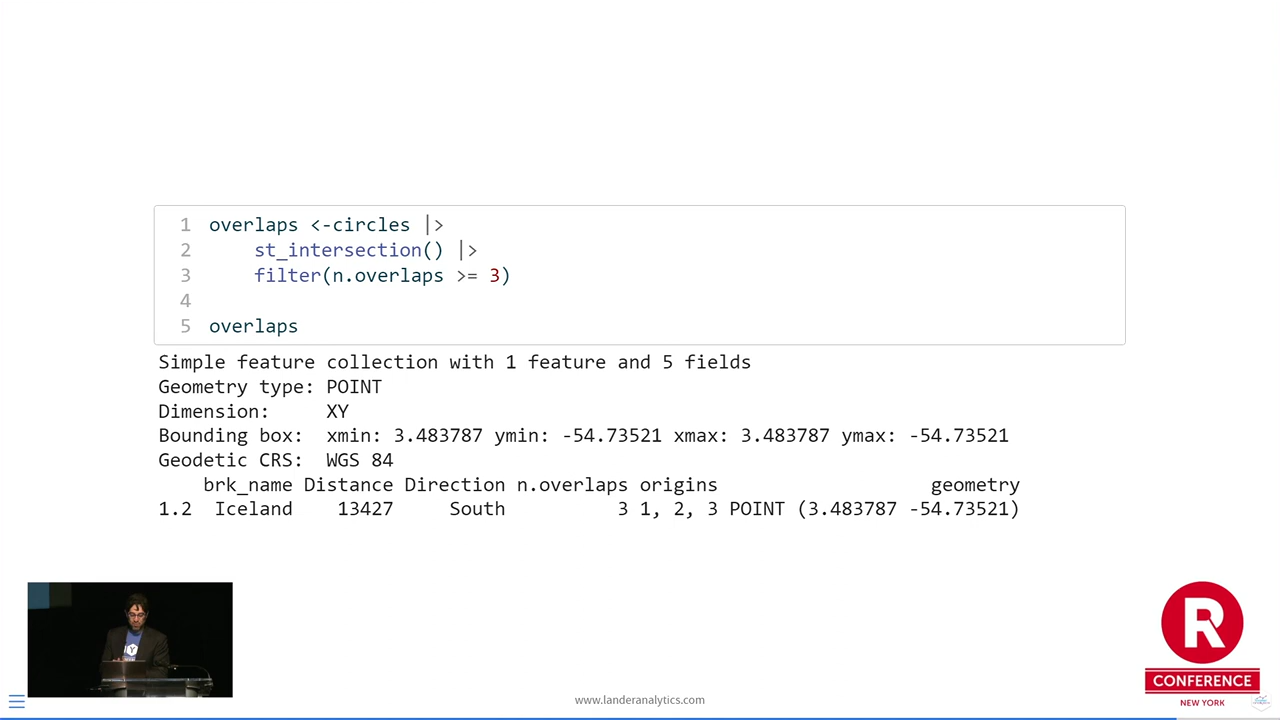 1 overlaps <-circles |>
2 st_intersection() |>
3 filter(n.overlaps >= 3)
4
5 overlaps
Simple feature collection with 1 feature and 5 fields
Geometry type: POINT
Dimension: XY
Bounding box: xmin: 3.483787 ymin: -54.73521 xmax: 3.483787 ymax: -54.73521
Geodetic CRS: WGS 84
brk_name Distance Direction n.overlaps origins geometry
1.2 Iceland 13427 South 3 1, 2, 3 POINT (3.483787 -54.73521)
R
CONFERENCE
NEW YORK
www.landeranalytics.com